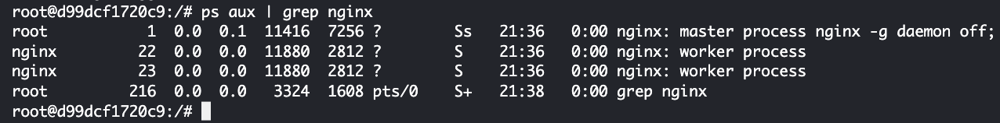 root@d99dcf1720c9:/# ps aux | grep nginx
root           1  0.0  0.1  11416  7256 ?        Ss   21:36   0:00 nginx: master process nginx -g daemon off;
nginx         22  0.0  0.0  11880  2812 ?        S    21:36   0:00 nginx: worker process
nginx         23  0.0  0.0  11880  2812 ?        S    21:36   0:00 nginx: worker process
root         216  0.0  0.0   3324  1608 pts/0    S+   21:38   0:00 grep nginx
root@d99dcf1720c9:/#